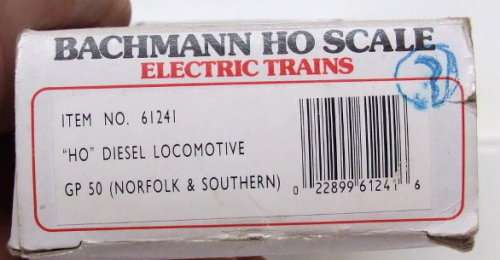 BACHMANN HO SCALE
ELECTRIC TRAINS
ITEM NO. 61241
"HO" DIESEL LOCOMOTIVE
GP 50 (NORFOLK & SOUTHERN)
0 22899 61241 6